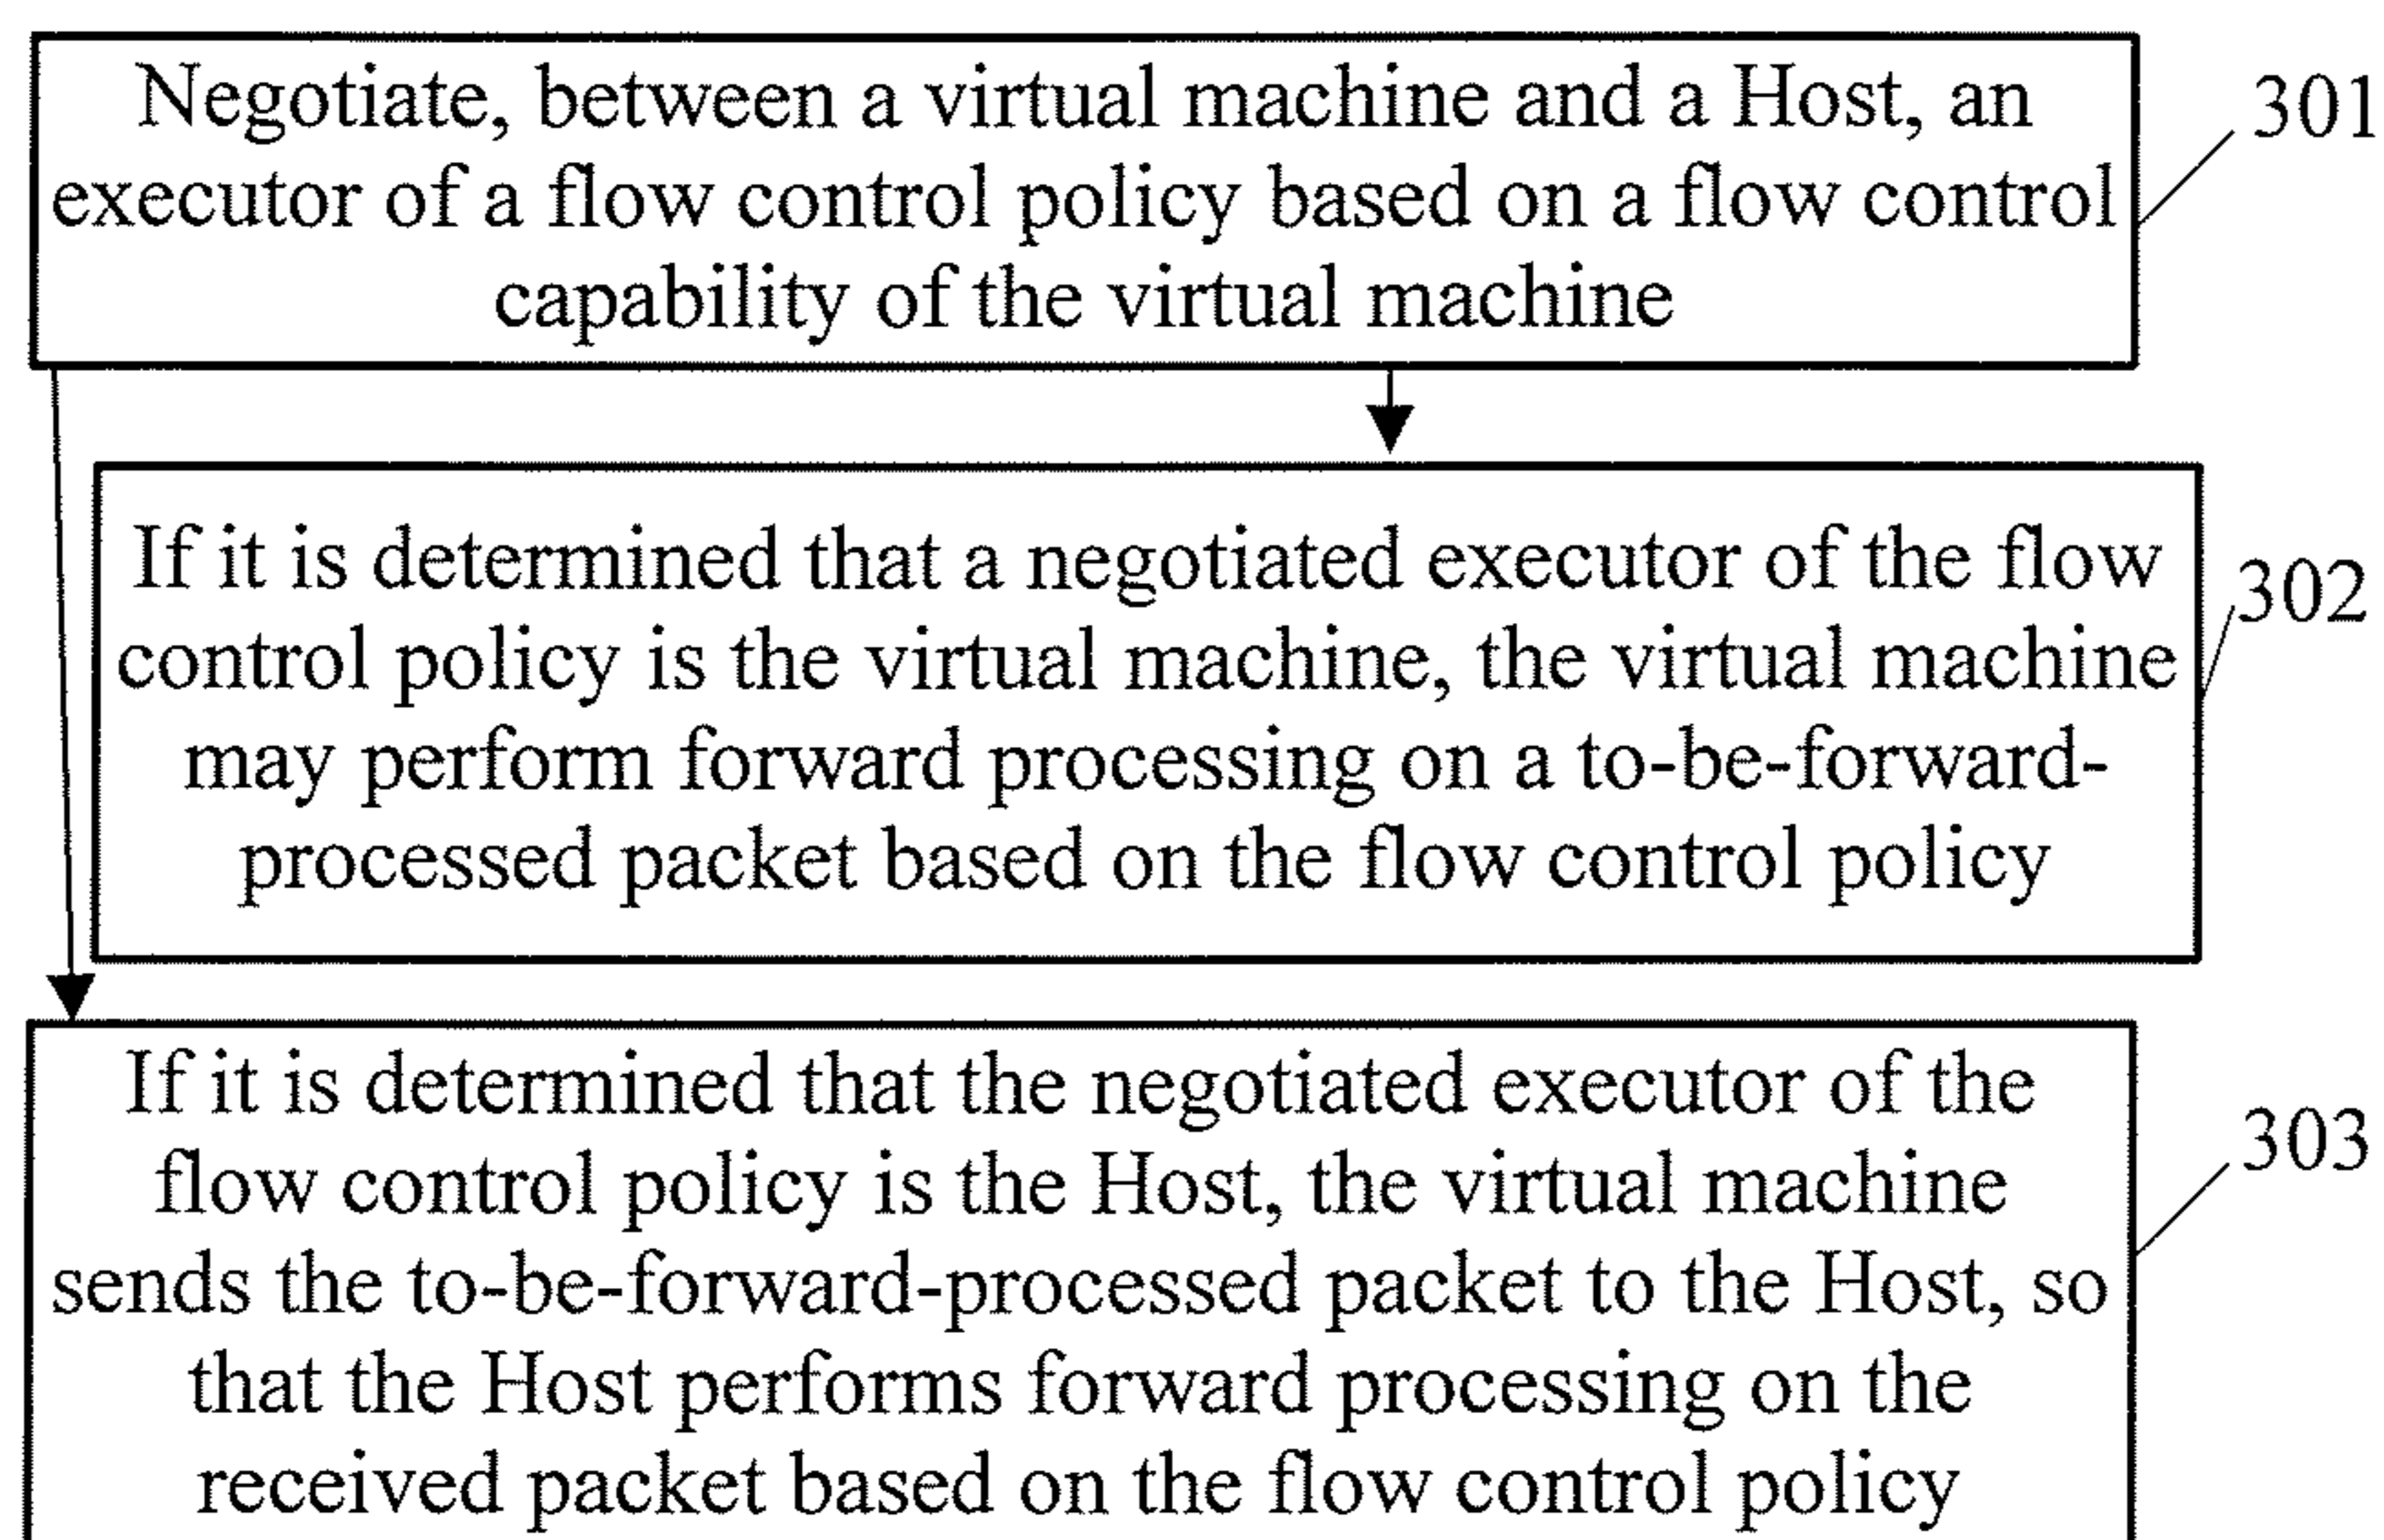 Negotiate, between a virtual machine and a Host, an
executor of a flow control policy based on a flow control
capability of the virtual machine
301
If it is determined that a negotiated executor of the flow
control policy is the virtual machine, the virtual machine
may perform forward processing on a to-be-forward-
processed packet based on the flow control policy
302
If it is determined that the negotiated executor of the
flow control policy is the Host, the virtual machine
sends the to-be-forward-processed packet to the Host, so
that the Host performs forward processing on the
received packet based on the flow control policy
303